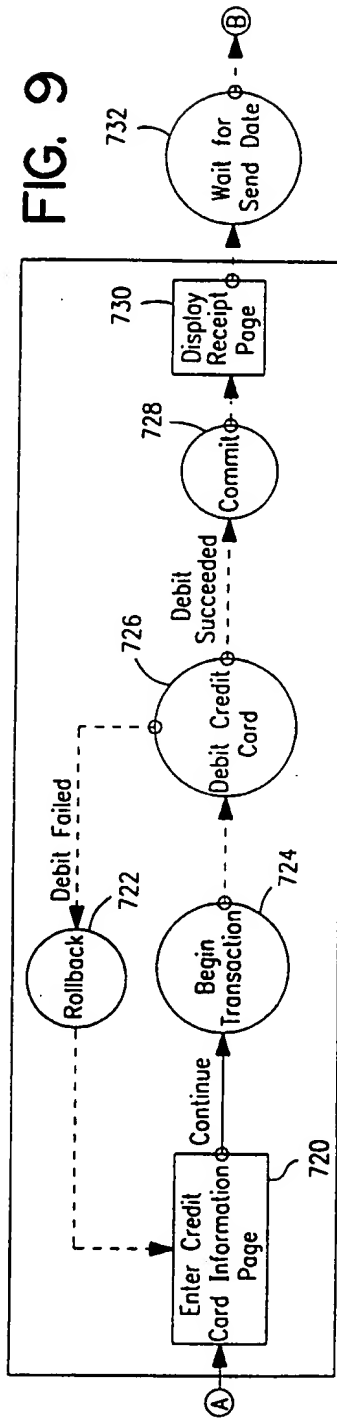 FIG. 9
A
Enter Credit
Card Information
Page
720
Continue
Rollback
722
Debit Failed
Begin
Transaction
724
Debit Credit
Card
726
Debit
Succeeded
Commit
728
Display
Receipt
Page
730
Wait for
Send Date
732
B